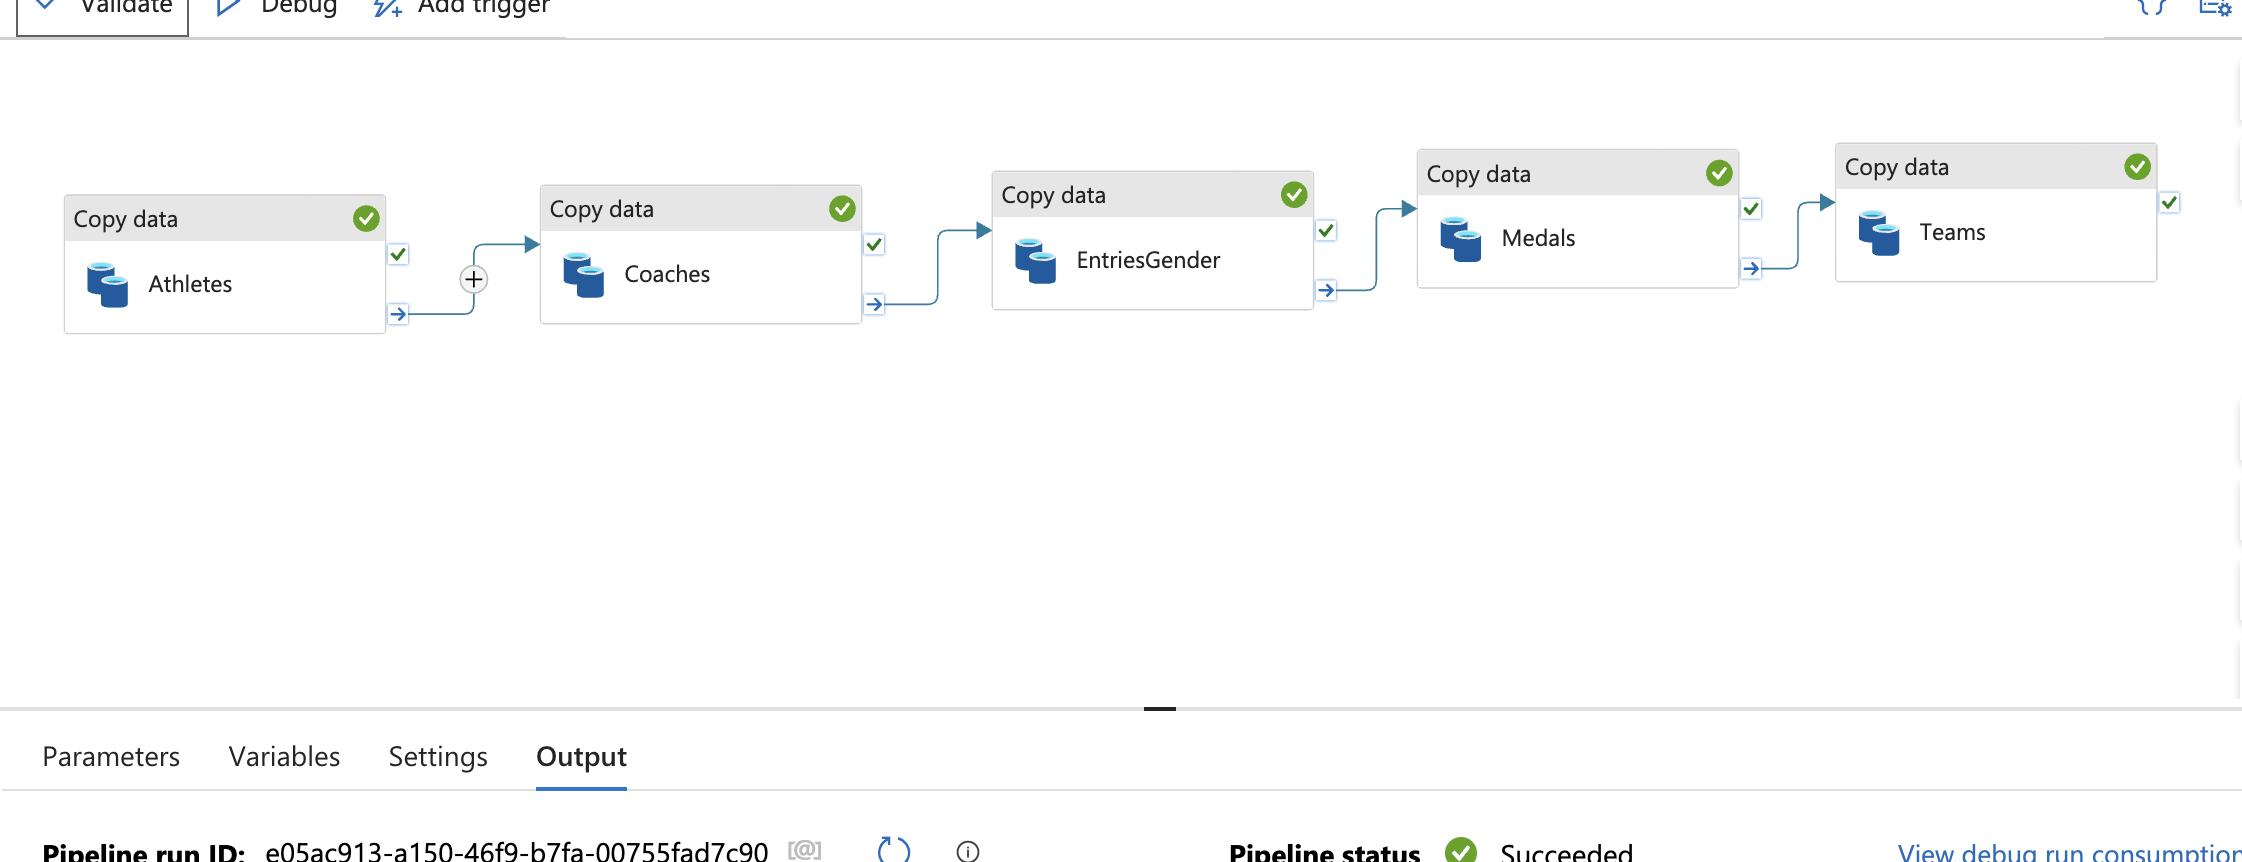 Validate Debug Add trigger
Copy data
Athletes
Copy data
Coaches
Copy data
EntriesGender
Copy data
Medals
Copy data
Teams
Parameters Variables Settings Output
Pipeline run ID: e05ac913-a150-46f9-b7fa-00755fad7c90 [@] Pipeline status Succeeded View debug run consumption